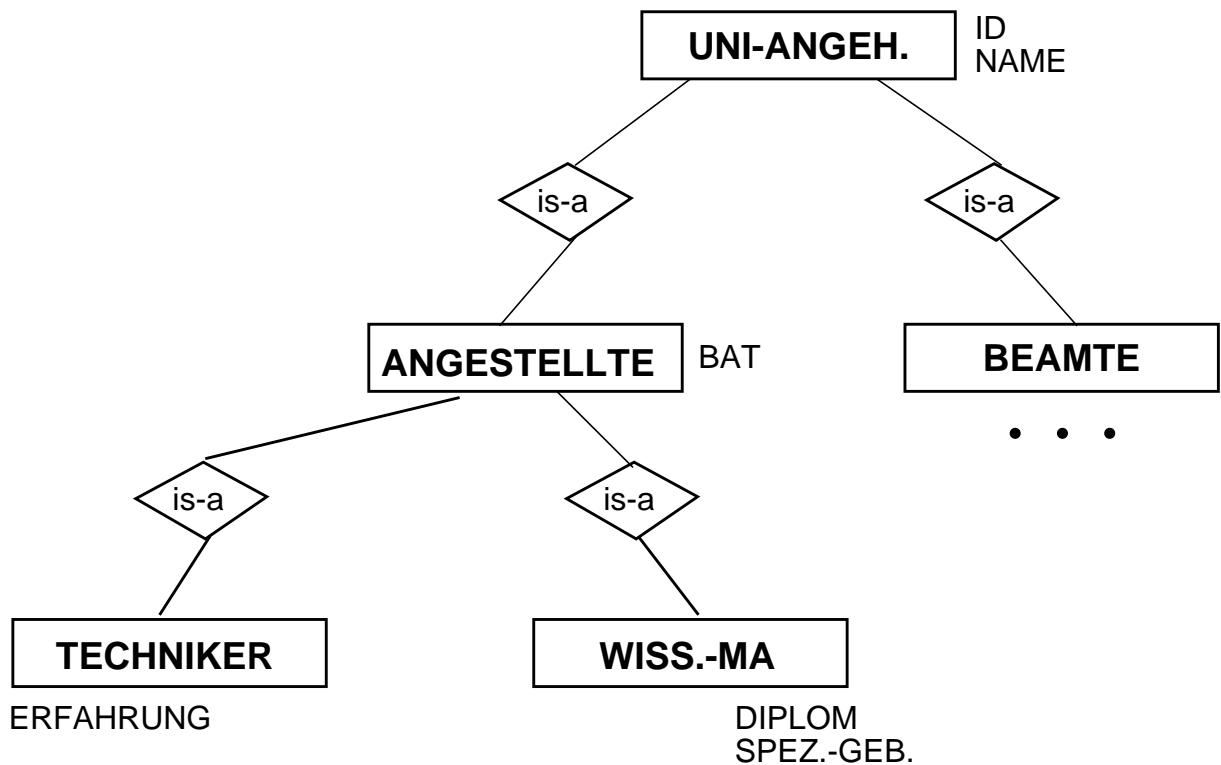 UNI-ANGEH.
ID
NAME
is-a
is-a
ANGESTELLTE
BAT
BEAMTE
• • •
is-a
is-a
TECHNIKER
WISS.-MA
ERFAHRUNG
DIPLOM
SPEZ.-GEB.